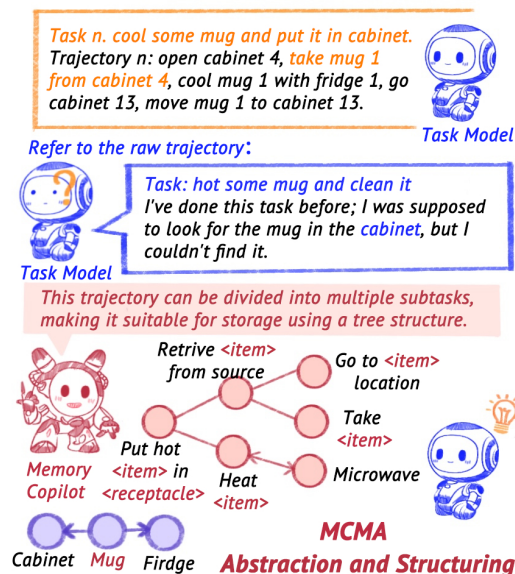 Task n. cool some mug and put it in cabinet.
Trajectory n: open cabinet 4, take mug 1
from cabinet 4, cool mug 1 with fridge 1, go
cabinet 13, move mug 1 to cabinet 13.
Task Model
Refer to the raw trajectory:
?
Task: hot some mug and clean it
I've done this task before; I was supposed
to look for the mug in the cabinet, but I
couldn't find it.
Task Model
This trajectory can be divided into multiple subtasks,
making it suitable for storage using a tree structure.
Retrive <item>
from source
Go to <item>
location
Take
<item>
Put hot
<item> in
<receptacle>
Heat
<item>
Microwave
Memory
Copilot
Cabinet Mug Firdge
MCMA
Abstraction and Structuring